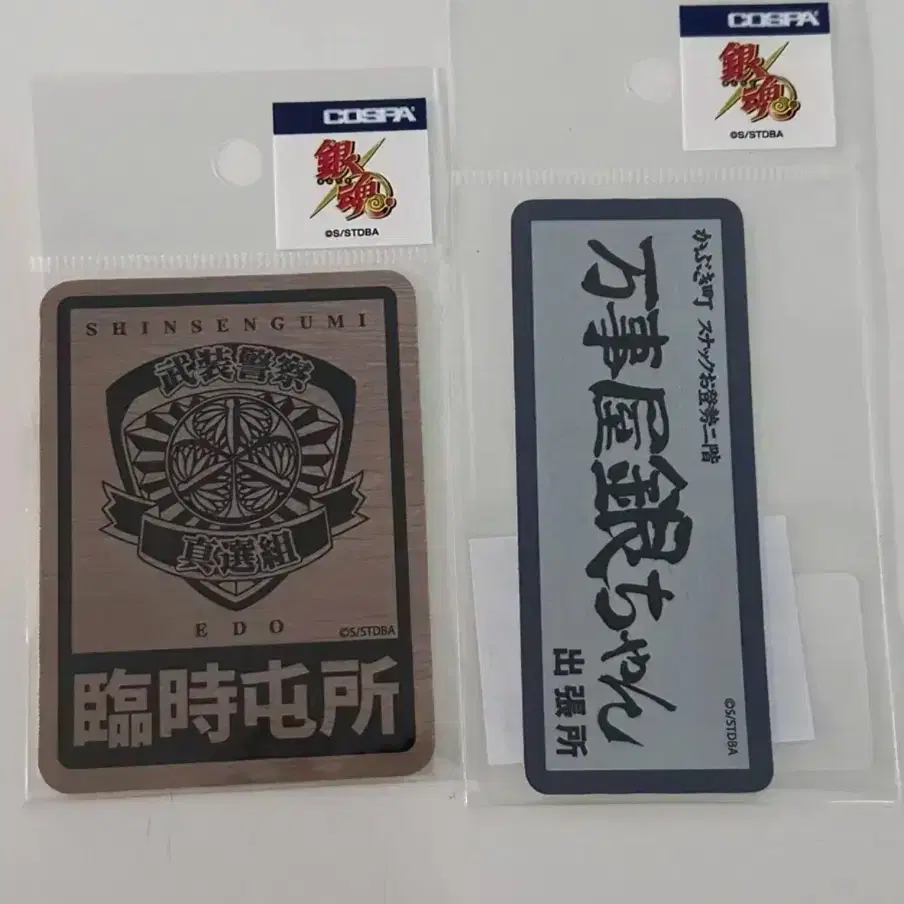 COSPA
銀魂
©S/STDBA
SHINSENGUMI
武装警察
真選組
EDO
©S/STDBA
臨時屯所
COSPA
銀魂
©S/STDBA
かぶき町 スナックお登勢二階
万事屋銀ちゃん
出張所
©S/STDBA